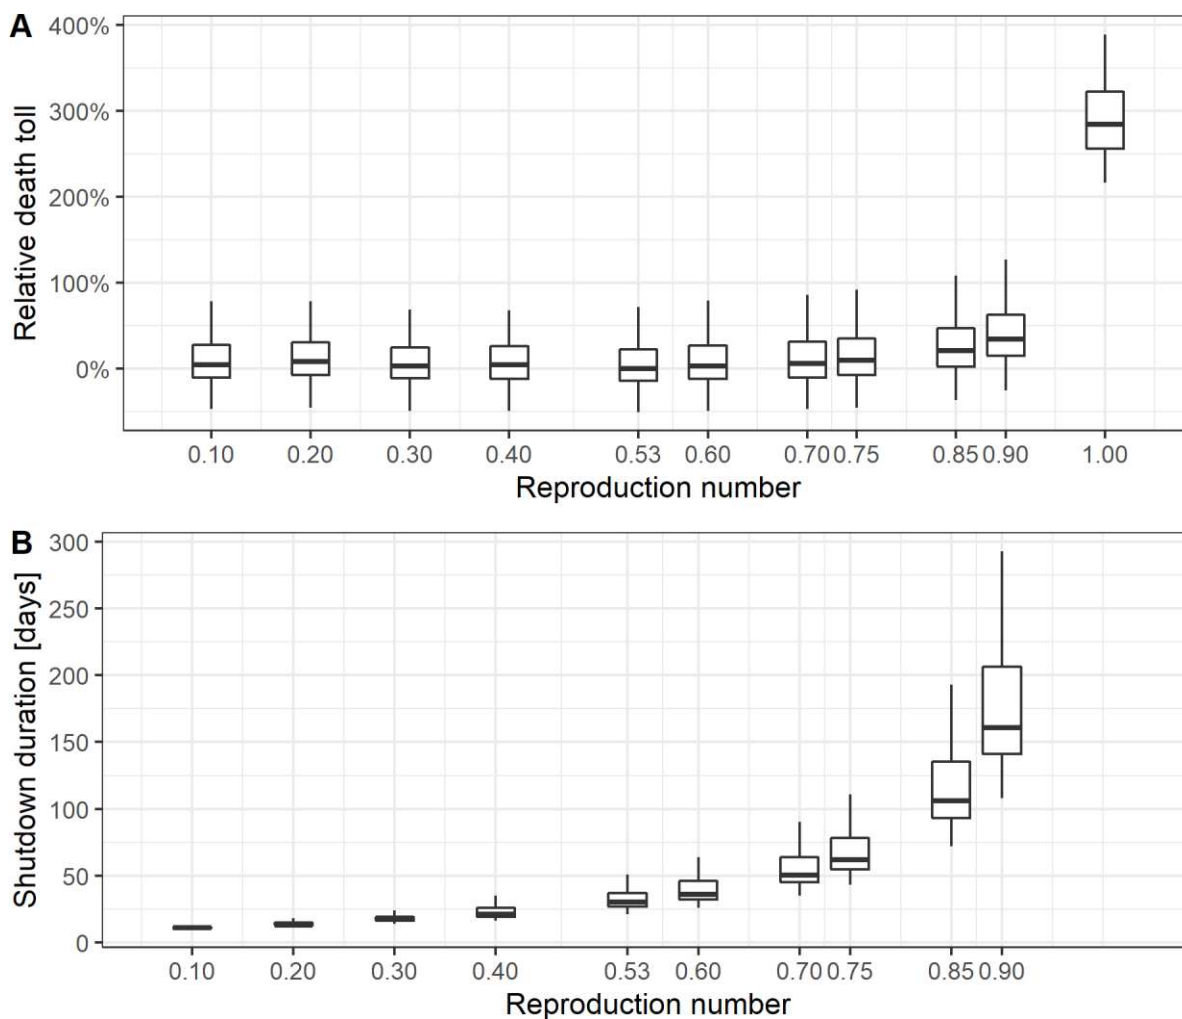 A
400%
300%
200%
100%
0%
Relative death toll
0.10 0.20 0.30 0.40 0.53 0.60 0.70 0.75 0.85 0.90 1.00
Reproduction number
B
300
250
200
150
100
50
0
Shutdown duration [days]
0.10 0.20 0.30 0.40 0.53 0.60 0.70 0.75 0.85 0.90
Reproduction number